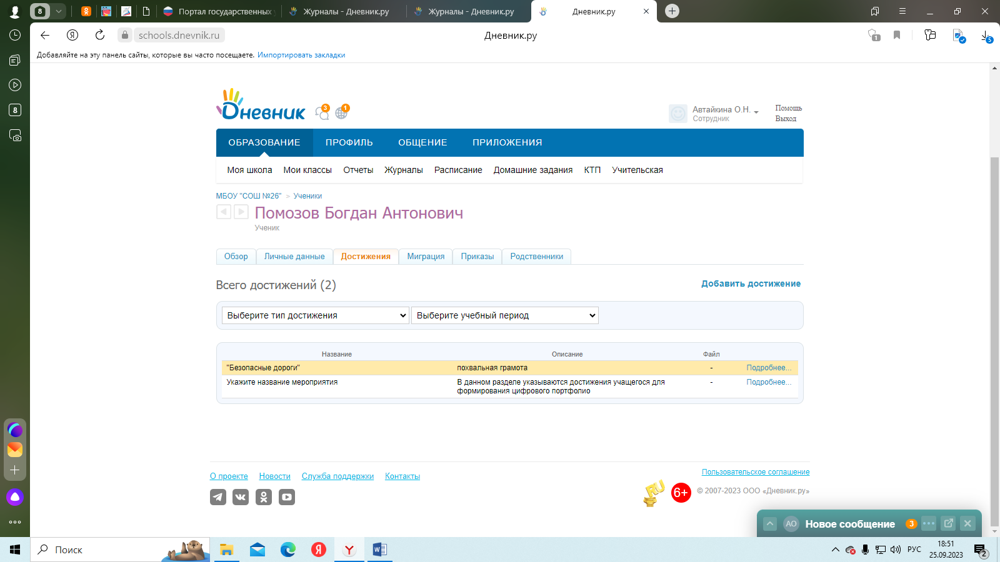 8
Портал государственных
Журналы - Дневник.ру
Журналы - Дневник.ру
Дневник.ру
schools.dnevnik.ru
Дневник.ру
1
5
Добавляйте на эту панель сайты, которые вы часто посещаете. Импортировать закладки
8
Дневник
3
1
Автайкина О.Н.
Сотрудник
Помощь
Выход
ОБРАЗОВАНИЕ ПРОФИЛЬ ОБЩЕНИЕ ПРИЛОЖЕНИЯ
Моя школа Мои классы Отчеты Журналы Расписание Домашние задания КТП Учительская
МБОУ "СОШ №26" > Ученики
Помозов Богдан Антонович
Ученик
Обзор Личные данные Достижения Миграция Приказы Родственники
Всего достижений (2)
Добавить достижение
Выберите тип достижения Выберите учебный период
Название Описание Файл
"Безопасные дороги" похвальная грамота - Подробнее...
Укажите название мероприятия В данном разделе указываются достижения учащегося для - Подробнее...
формирования цифрового портфолио
О проекте Новости Служба поддержки Контакты
Пользовательское соглашение
RU
6+
© 2007-2023 ООО «Дневник.ру»
АО Новое сообщение 3
Поиск
РУС
18:51
25.09.2023
2